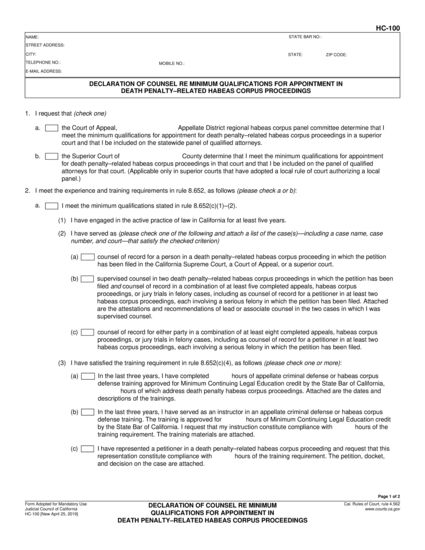 HC-100
NAME: STATE BAR NO.:
STREET ADDRESS:
CITY: STATE: ZIP CODE:
TELEPHONE NO.: MOBILE NO.:
E-MAIL ADDRESS:
DECLARATION OF COUNSEL RE MINIMUM QUALIFICATIONS FOR APPOINTMENT IN
DEATH PENALTY–RELATED HABEAS CORPUS PROCEEDINGS
1. I request that (check one)
a. the Court of Appeal, Appellate District regional habeas corpus panel committee determine that I
meet the minimum qualifications for appointment for death penalty–related habeas corpus proceedings in a superior
court and that I be included on the statewide panel of qualified attorneys.
b. the Superior Court of County determine that I meet the minimum qualifications for appointment
for death penalty–related habeas corpus proceedings in that court and that I be included on the panel of qualified
attorneys for that court. (Applicable only in superior courts that have adopted a local rule of court authorizing a local
panel.)
2. I meet the experience and training requirements in rule 8.652, as follows (please check a or b):
a. I meet the minimum qualifications stated in rule 8.652(c)(1)–(2).
(1) I have engaged in the active practice of law in California for at least five years.
(2) I have served as (please check one of the following and attach a list of the case(s)—including a case name, case
number, and court—that satisfy the checked criterion)
(a) counsel of record for a person in a death penalty–related habeas corpus proceeding in which the petition
has been filed in the California Supreme Court, a Court of Appeal, or a superior court.
(b) supervised counsel in two death penalty–related habeas corpus proceedings in which the petition has been
filed and counsel of record in a combination of at least five completed appeals, habeas corpus
proceedings, or jury trials in felony cases, including as counsel of record for a petitioner in at least two
habeas corpus proceedings, each involving a serious felony in which the petition has been filed. Attached
are the attestations and recommendations of lead or associate counsel in the two cases in which I was
supervised counsel.
(c) counsel of record for either party in a combination of at least eight completed appeals, habeas corpus
proceedings, or jury trials in felony cases, including as counsel of record for a petitioner in at least two
habeas corpus proceedings, each involving a serious felony in which the petition has been filed.
(3) I have satisfied the training requirement in rule 8.652(c)(4), as follows (please check one or more):
(a) In the last three years, I have completed hours of appellate criminal defense or habeas corpus
defense training approved for Minimum Continuing Legal Education credit by the State Bar of California,
hours of which address death penalty habeas corpus proceedings. Attached are the dates and
descriptions of the trainings.
(b) In the last three years, I have served as an instructor in an appellate criminal defense or habeas corpus
defense training. The training is approved for hours of Minimum Continuing Legal Education credit
by the State Bar of California. I request that my instruction constitute compliance with hours of the
training requirement. The training materials are attached.
(c) I have represented a petitioner in a death penalty–related habeas corpus proceeding and request that this
representation constitute compliance with hours of the training requirement. The petition, docket,
and decision on the case are attached.
Page 1 of 2
Form Adopted for Mandatory Use
Judicial Council of California
HC-100 [New April 25, 2019]
DECLARATION OF COUNSEL RE MINIMUM
QUALIFICATIONS FOR APPOINTMENT IN
DEATH PENALTY–RELATED HABEAS CORPUS PROCEEDINGS
Cal. Rules of Court, rule 4.562
www.courts.ca.gov